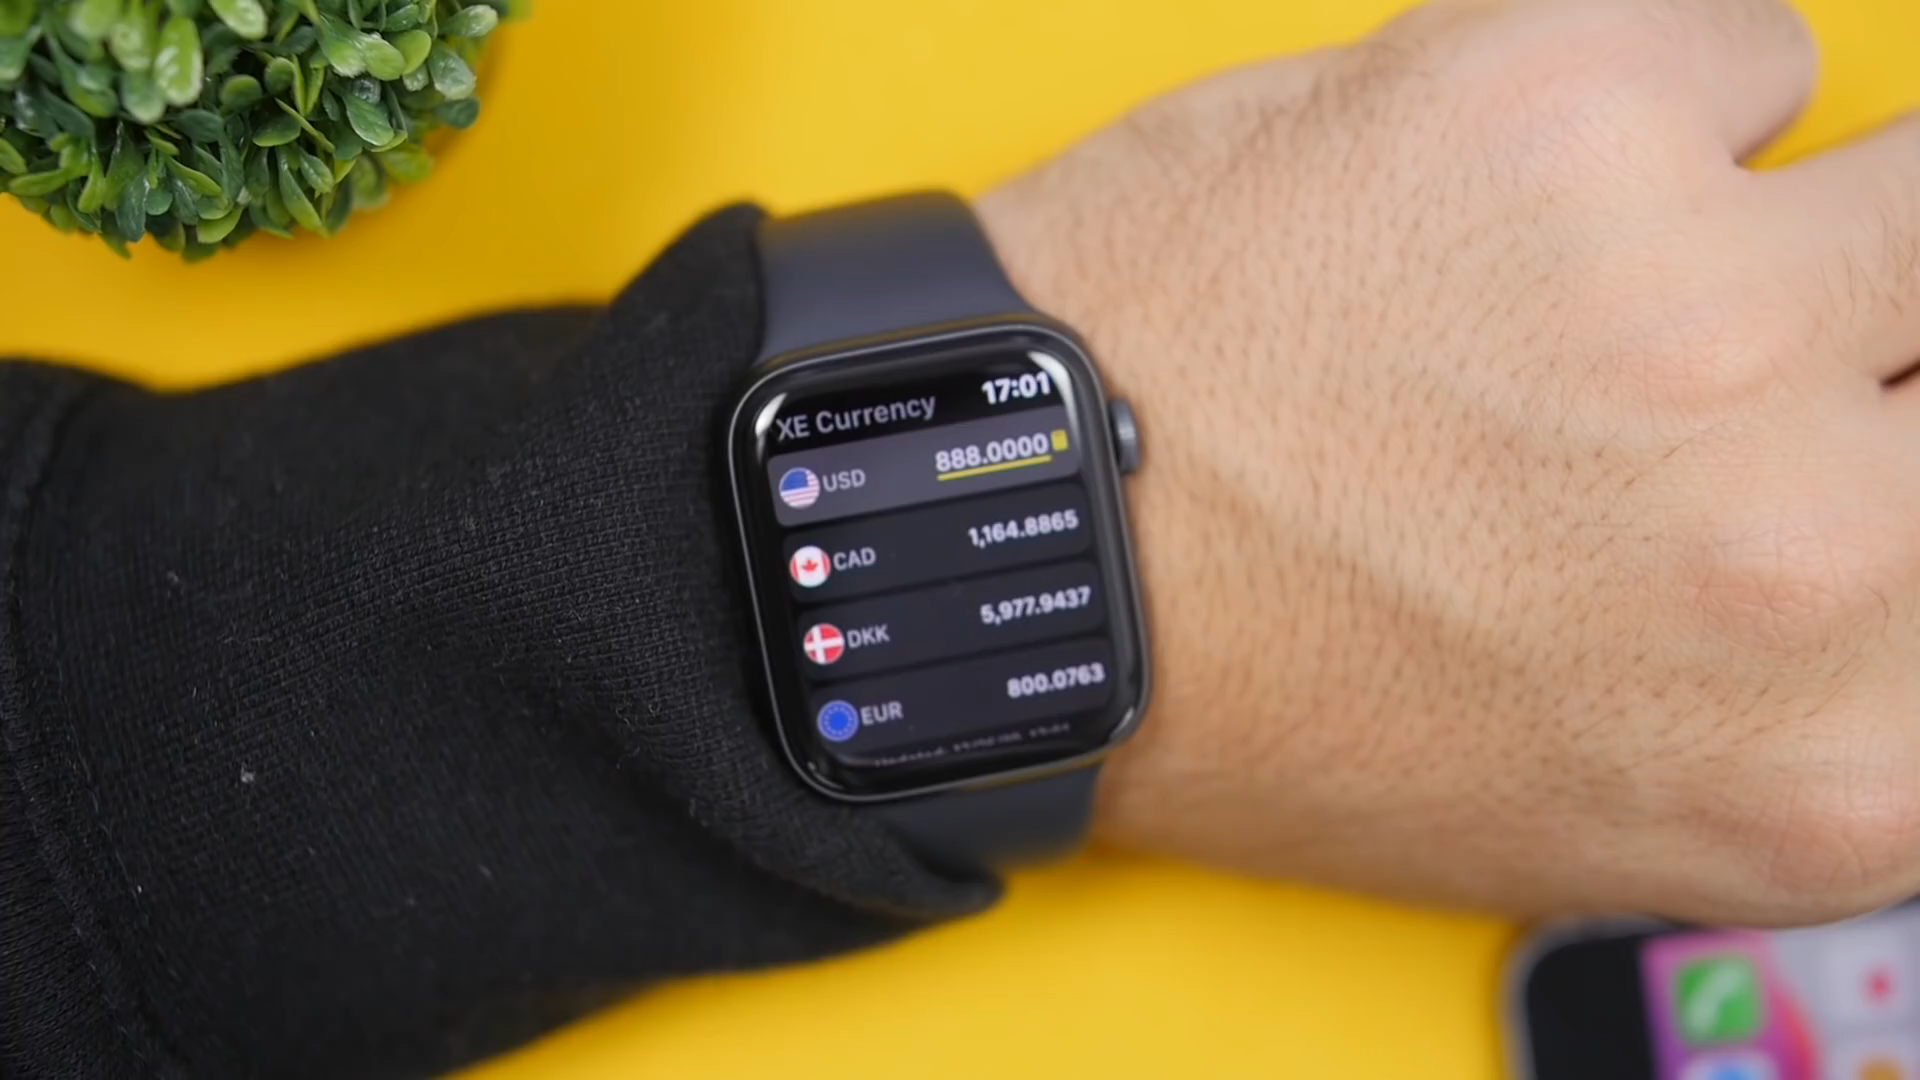 17:01
XE Currency
USD 888.0000
CAD 1,164.8865
DKK 5,977.9437
EUR 800.0763